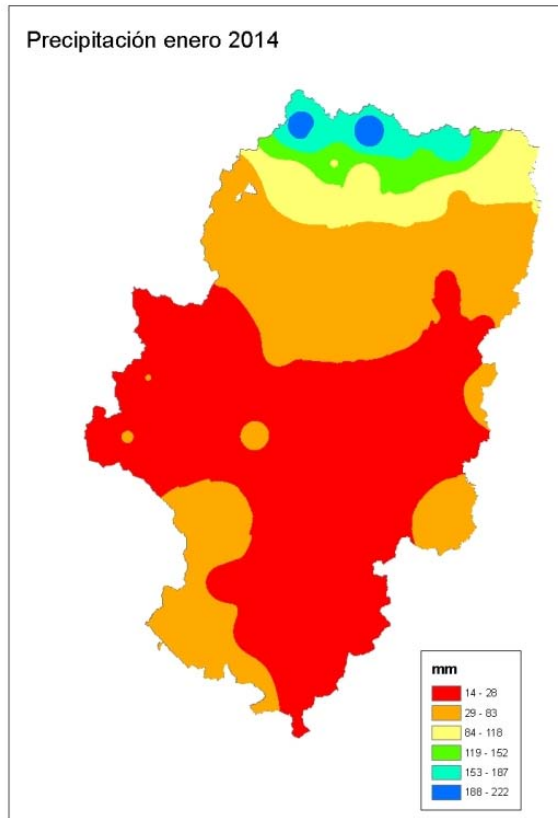 Precipitación enero 2014
mm
14 - 28
29 - 83
84 - 118
119 - 152
153 - 187
188 - 222